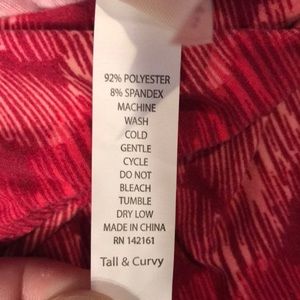 92% POLYESTER
8% SPANDEX
MACHINE
WASH
COLD
GENTLE
CYCLE
DO NOT
BLEACH
TUMBLE
DRY LOW
MADE IN CHINA
RN 142161
Tall & Curvy